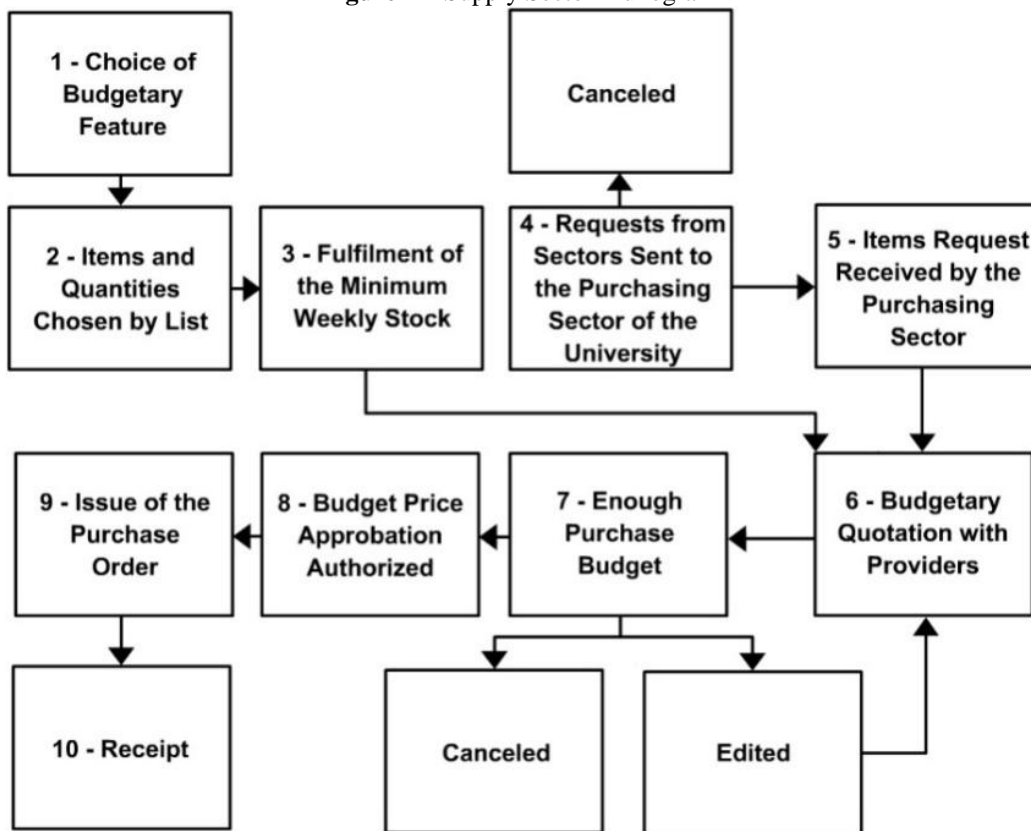 1 - Choice of
Budgetary
Feature
Canceled
2 - Items and
Quantities
Chosen by List
3 - Fulfilment of
the Minimum
Weekly Stock
4 - Requests from
Sectors Sent to
the Purchasing
Sector of the
University
5 - Items Request
Received by the
Purchasing
Sector
9 - Issue of the
Purchase
Order
8 - Budget Price
Approbation
Authorized
7 - Enough
Purchase
Budget
6 - Budgetary
Quotation with
Providers
10 - Receipt
Canceled
Edited